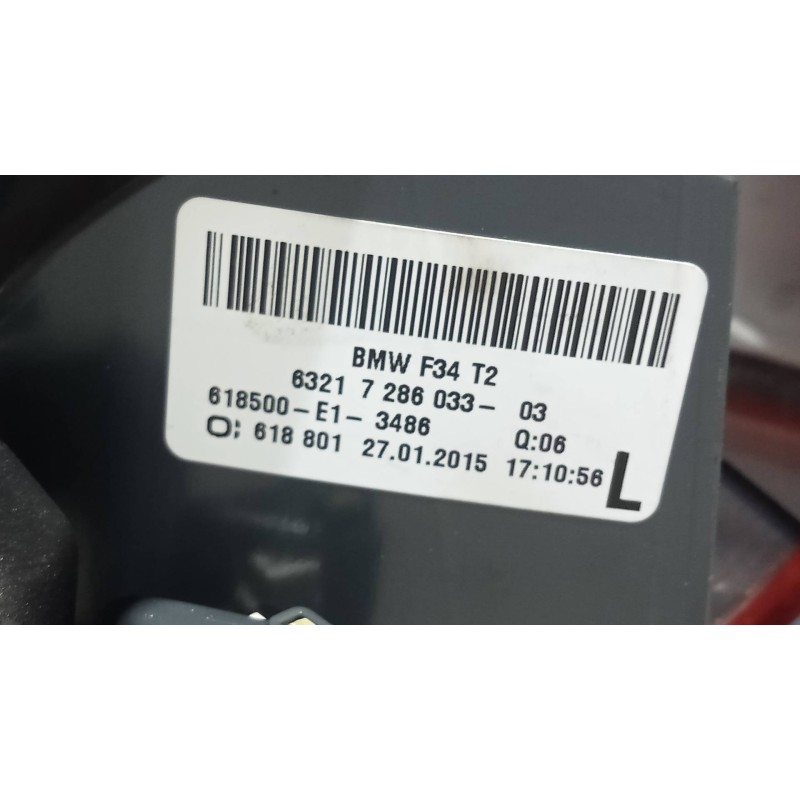 BMW F34 T2
6321 7 286 033- 03
618500-E1- 3486 Q:06
O; 618 801 27.01.2015 17:10:56 L